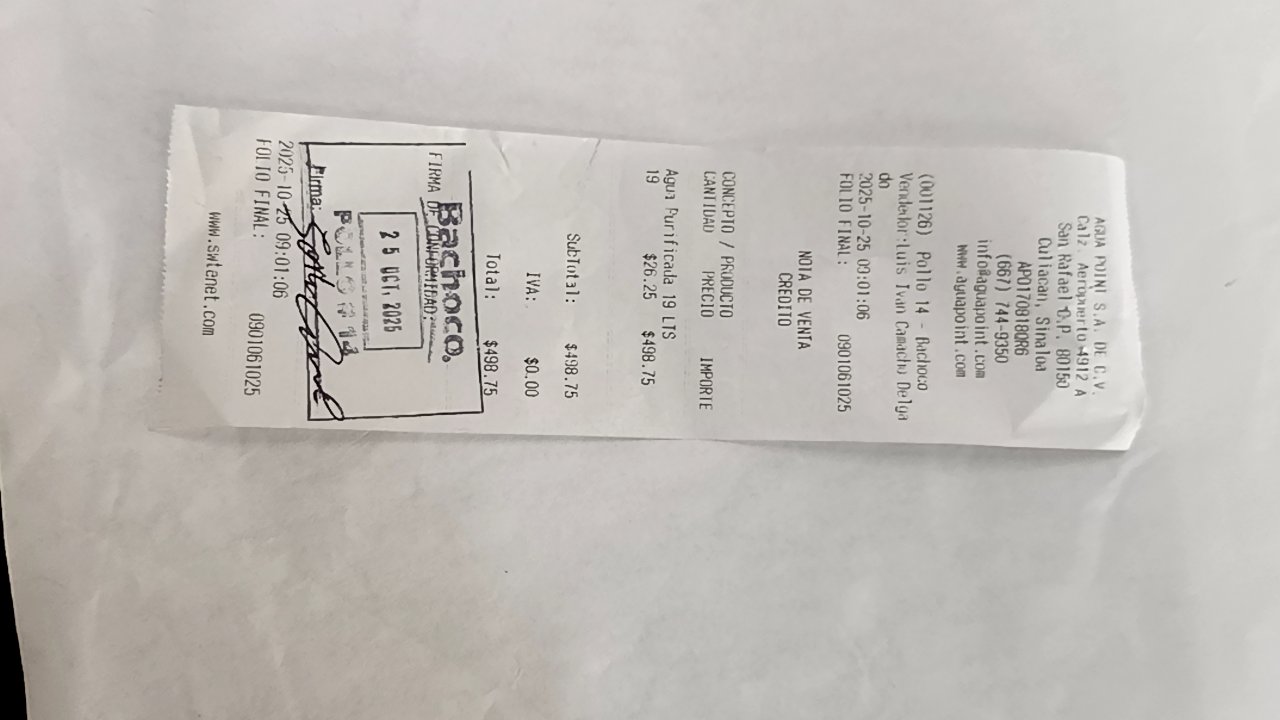 AGUA POINT S.A. DE C.V.
Calz. Aeropuerto 4912 A
San Rafael C.P. 80150
Culiacan, Sinaloa
APO170818DR6
(667) 744-9350
info@aguapoint.com
www.aguapoint.com
NOTA DE VENTA
CREDITO
(001126) Pollo 14 - Bachoco
Vendedor:Luis Ivan Camacho Delga
do
2025-10-25 09:01:06
FOLIO FINAL: 0901061025
CONCEPTO / PRODUCTO
CANTIDAD PRECIO IMPORTE
Agua Purificada 19 LTS
19 $26.25 $498.75
Subtotal: $498.75
IVA: $0.00
Total: $498.75
Bachoco.
FIRMA DE CONFORMIDAD:
25 OCT. 2025
Firma:
2025-10-25 09:01:06
FOLIO FINAL: 0901061025
www.swtenet.com